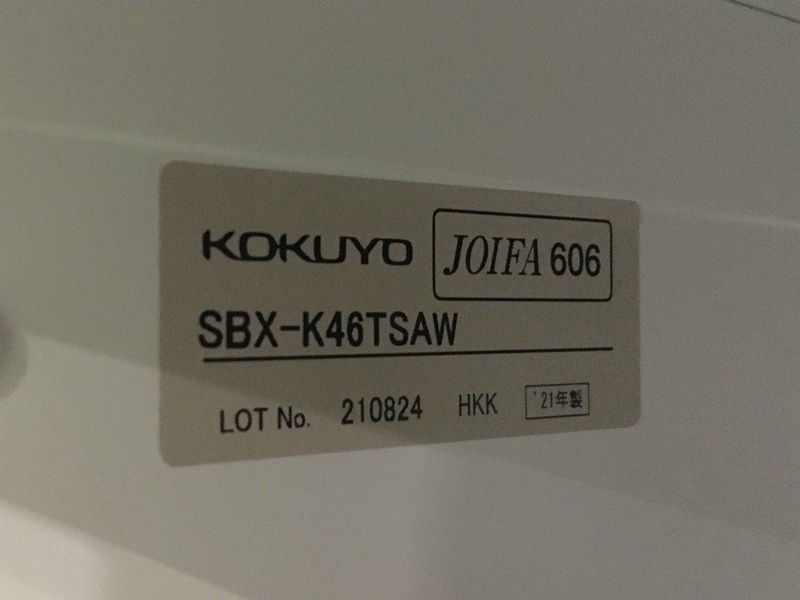 KOKUYO JOIFA 606
SBX-K46TSAW
LOT No. 210824 HKK '21年製